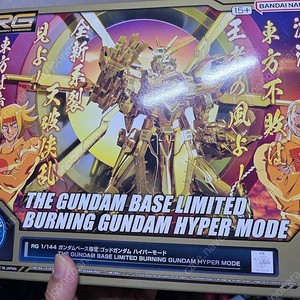 RG
15+
BANDAI NAMCO
東方不敗は
王者の風よ!
全新系裂
天破侠乱
見よ!
THE GUNDAM BASE LIMITED
BURNING GUNDAM HYPER MODE
RG 1/144 ガンダムベース限定 ゴッドガンダム ハイパーモード
THE GUNDAM BASE LIMITED BURNING GUNDAM HYPER MODE